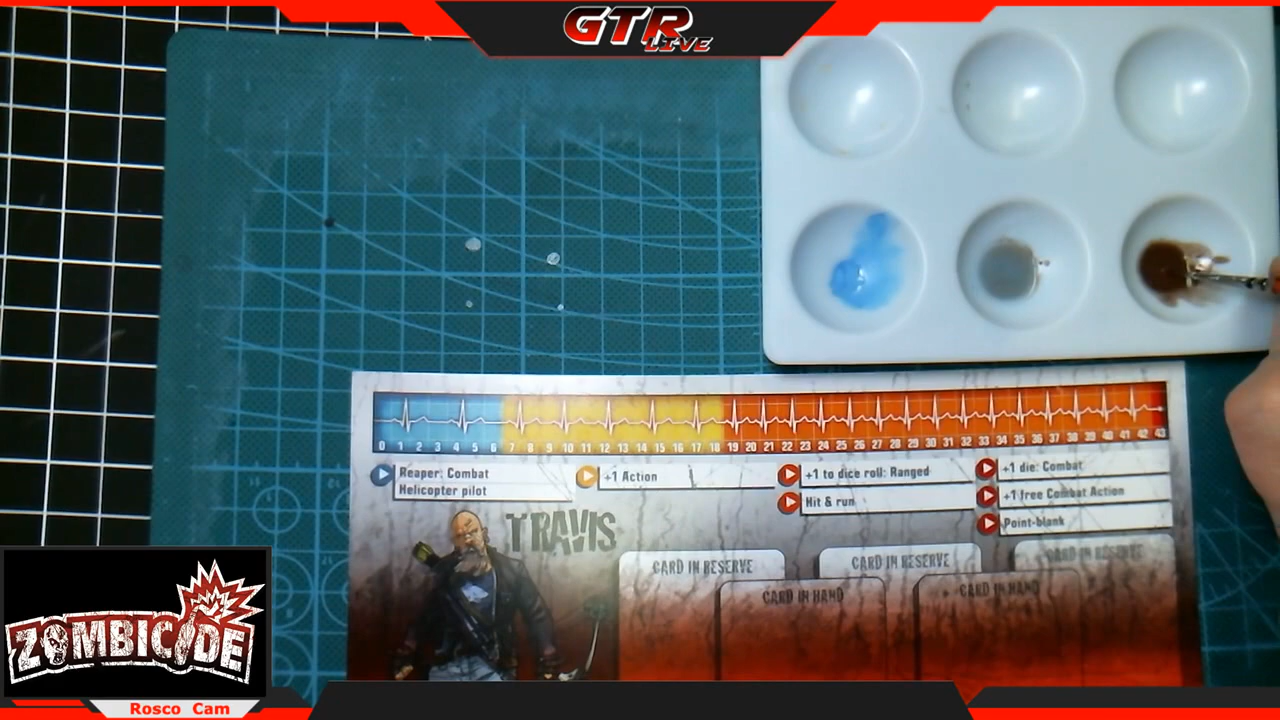 GTR
LIVE
0 1 2 3 4 5 6 7 8 9 10 11 12 13 14 15 16 17 18 19 20 21 22 23 24 25 26 27 28 29 30 31 32 33 34 35 36 37 38 39 40 41 42 43
Reaper: Combat
Helicopter pilot
+1 Action
+1 to dice roll: Ranged
Hit & run
+1 die: Combat
+1 free Combat Action
Point-blank
TRAVIS
CARD IN RESERVE
CARD IN RESERVE
CARD IN RESERVE
CARD IN HAND
CARD IN HAND
ZOMBICIDE
Rosco Cam